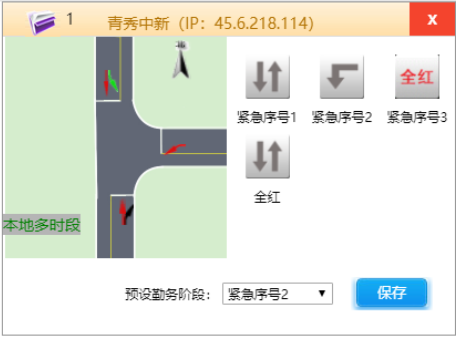 1 青秀中新（IP：45.6.218.114） x
北
全红
紧急序号1 紧急序号2 紧急序号3
全红
本地多时段
预设勤务阶段： 紧急序号2 ▼ 保存